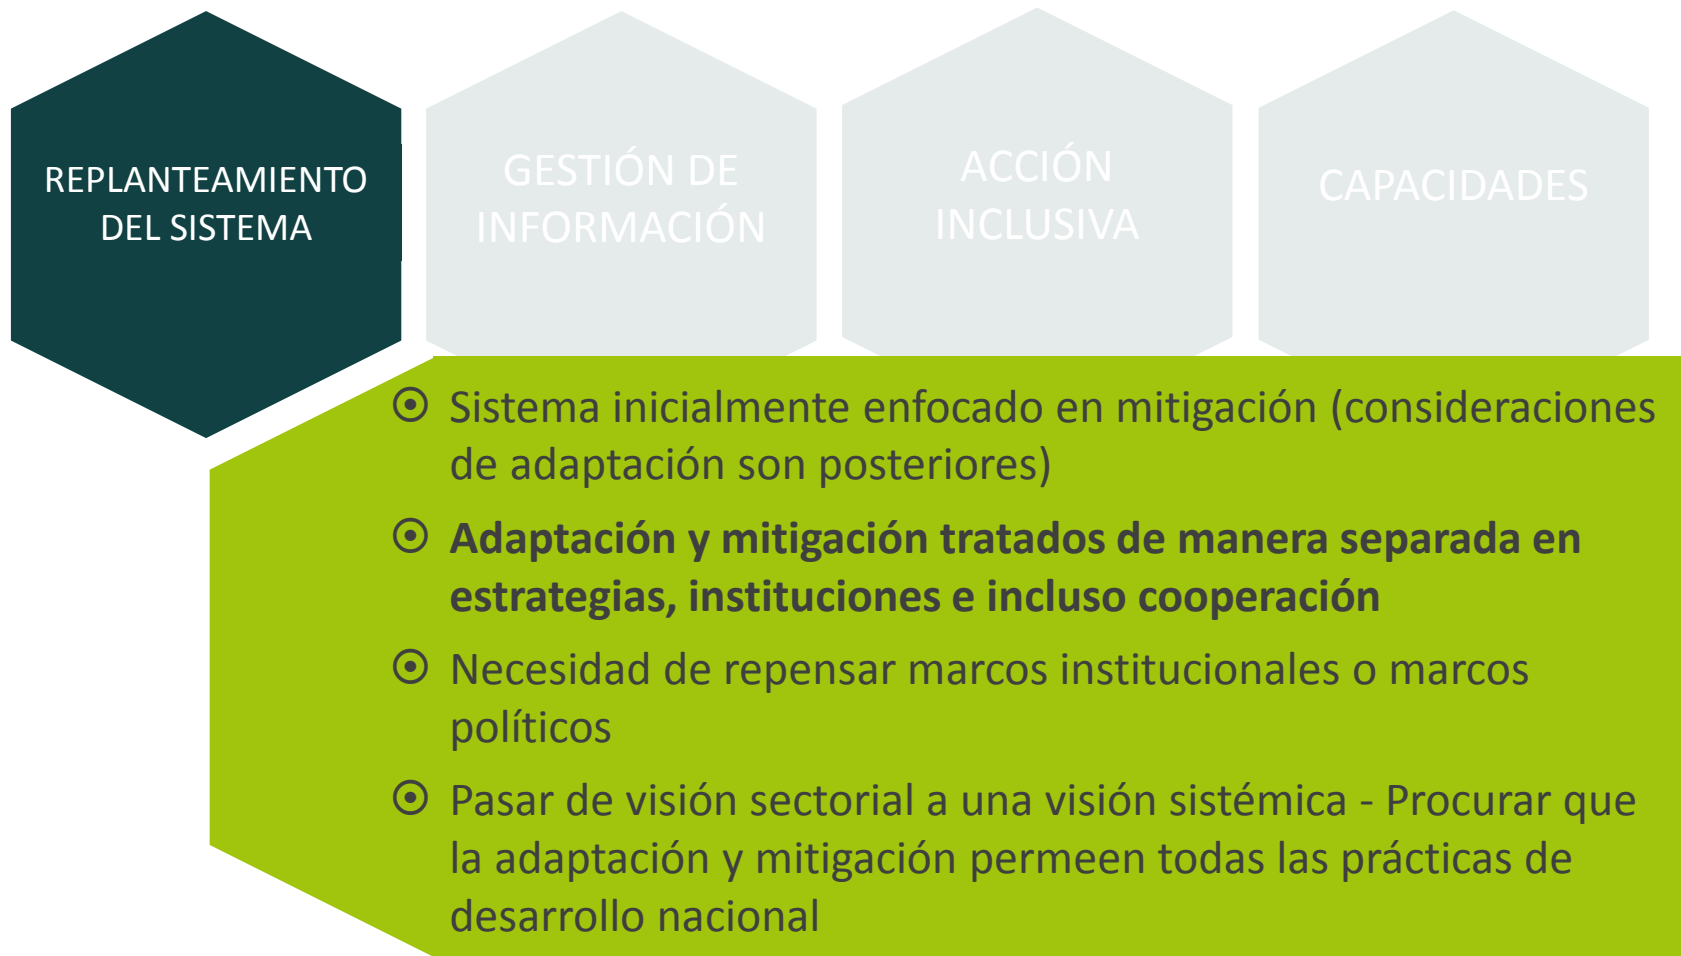 REPLANTEAMIENTO
DEL SISTEMA
GESTIÓN DE
INFORMACIÓN
ACCIÓN
INCLUSIVA
CAPACIDADES
Sistema inicialmente enfocado en mitigación (consideraciones
de adaptación son posteriores)
Adaptación y mitigación tratados de manera separada en
estrategias, instituciones e incluso cooperación
Necesidad de repensar marcos institucionales o marcos
políticos
Pasar de visión sectorial a una visión sistémica - Procurar que
la adaptación y mitigación permeen todas las prácticas de
desarrollo nacional